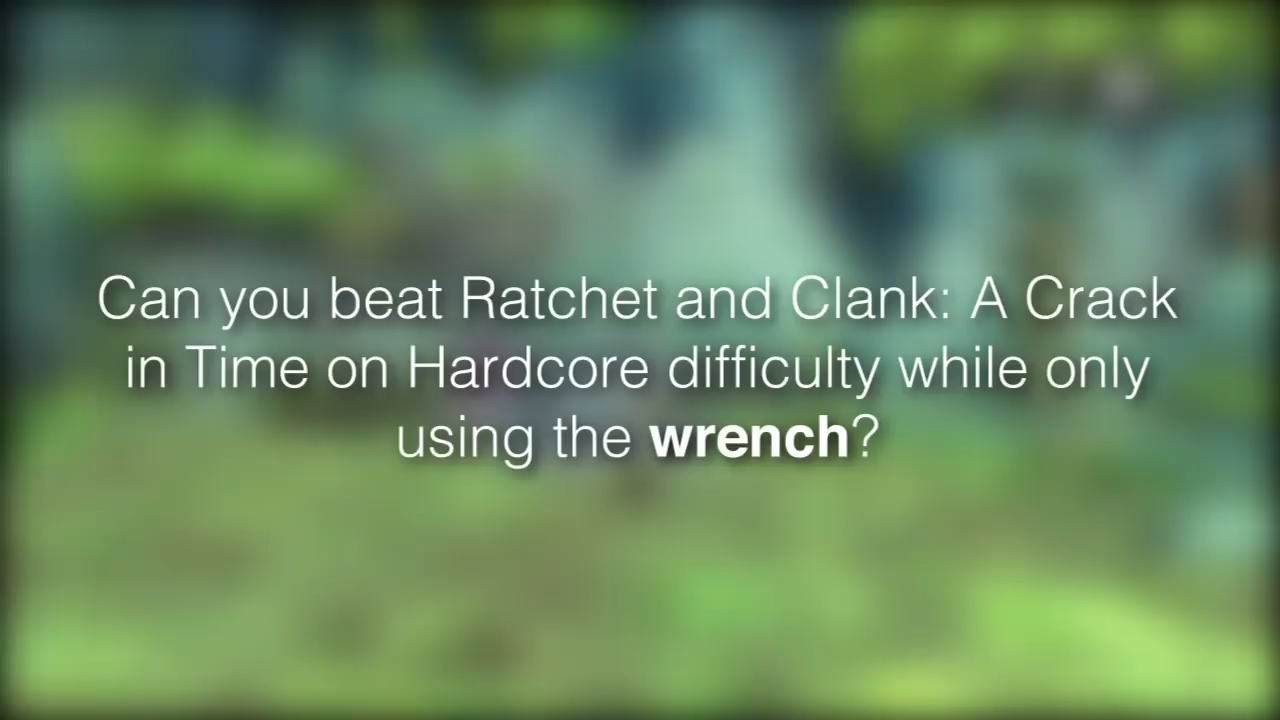 Can you beat Ratchet and Clank: A Crack
in Time on Hardcore difficulty while only
using the wrench?